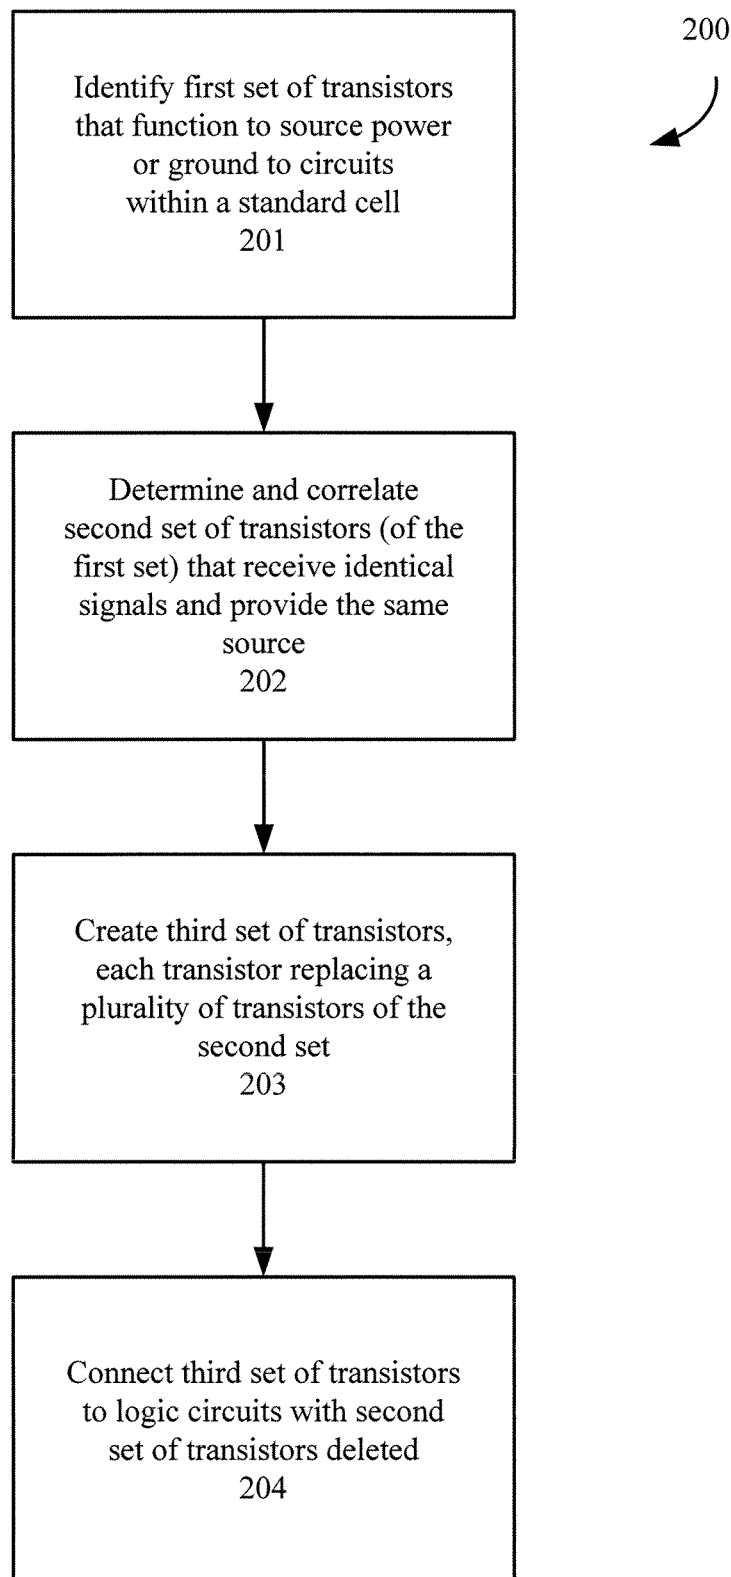 200
Identify first set of transistors
that function to source power
or ground to circuits
within a standard cell
201
Determine and correlate
second set of transistors (of the
first set) that receive identical
signals and provide the same
source
202
Create third set of transistors,
each transistor replacing a
plurality of transistors of the
second set
203
Connect third set of transistors
to logic circuits with second
set of transistors deleted
204